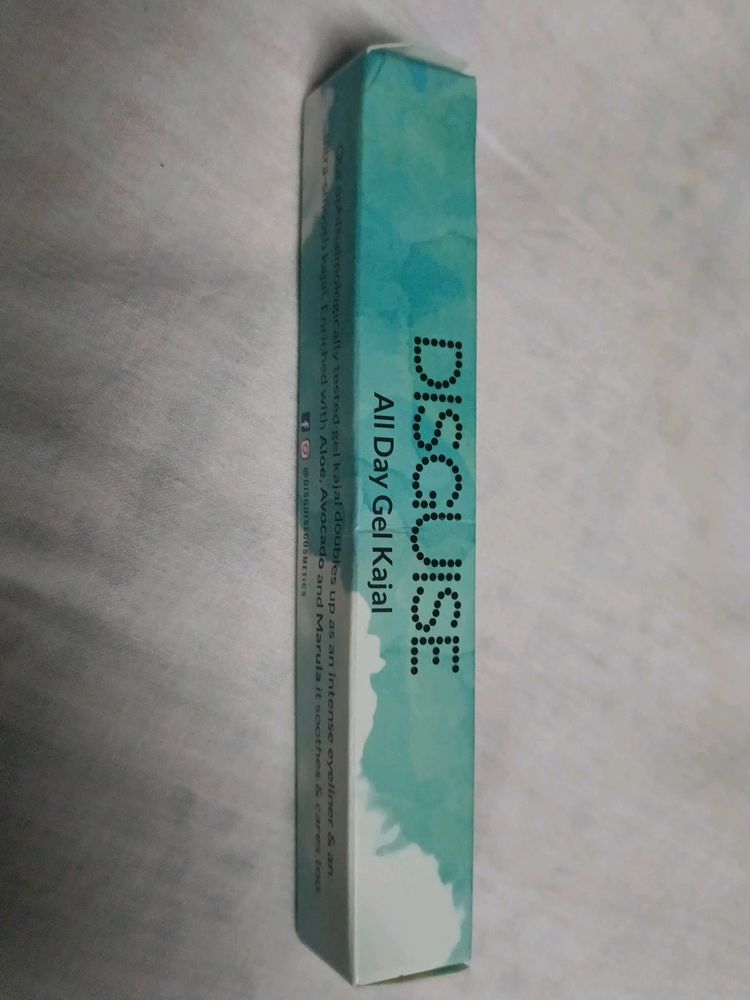 DISGUISE
All Day Gel Kajal
Our ophthalmologically tested gel kajal doubles up as an intense eyeliner & an
ultra-smooth kajal. Enriched with Aloe, Avocado and Marula it soothes & cares too.
@DISGUISECOSMETICS